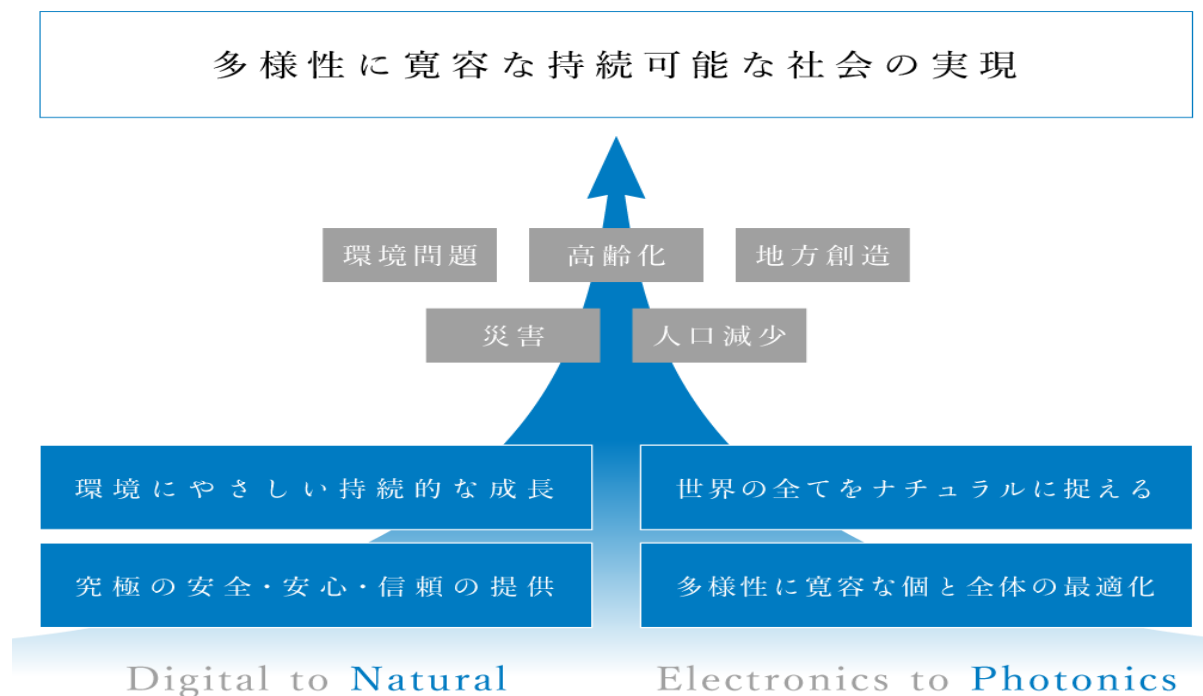 多様性に寛容な持続可能な社会の実現
環境問題
高齢化
地方創造
災害
人口減少
環境にやさしい持続的な成長
世界の全てをナチュラルに捉える
究極の安全・安心・信頼の提供
多様性に寛容な個と全体の最適化
Digital to Natural
Electronics to Photonics